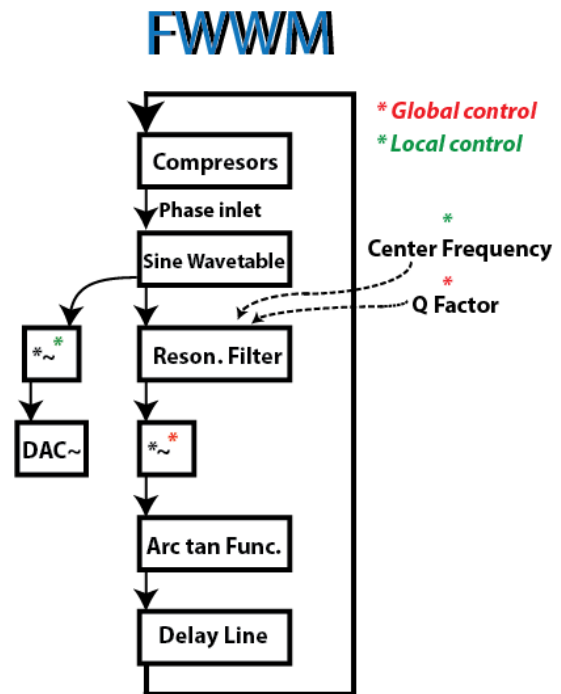 FWWM
* Global control
* Local control
Compresors
Phase inlet
Sine Wavetable
*
Center Frequency
*
Q Factor
*~*
Reson. Filter
DAC~
*~*
Arc tan Func.
Delay Line